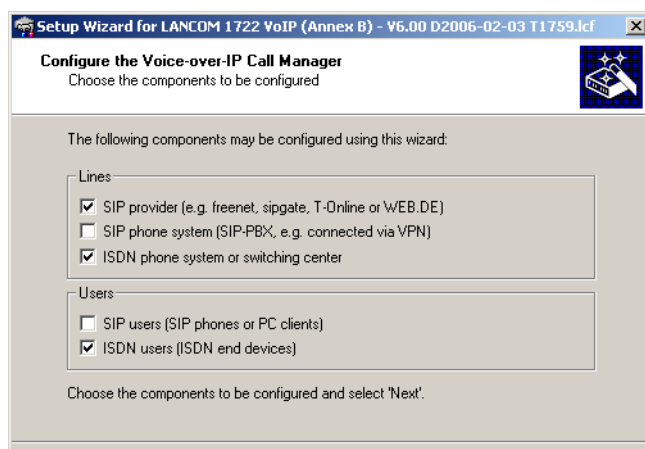 Setup Wizard for LANCOM 1722 VoIP (Annex B) - V6.00 D2006-02-03 T1759.lcf
Configure the Voice-over-IP Call Manager
Choose the components to be configured
The following components may be configured using this wizard:
Lines
SIP provider (e.g. freenet, sipgate, T-Online or WEB.DE)
SIP phone system (SIP-PBX, e.g. connected via VPN)
ISDN phone system or switching center
Users
SIP users (SIP phones or PC clients)
ISDN users (ISDN end devices)
Choose the components to be configured and select 'Next'.